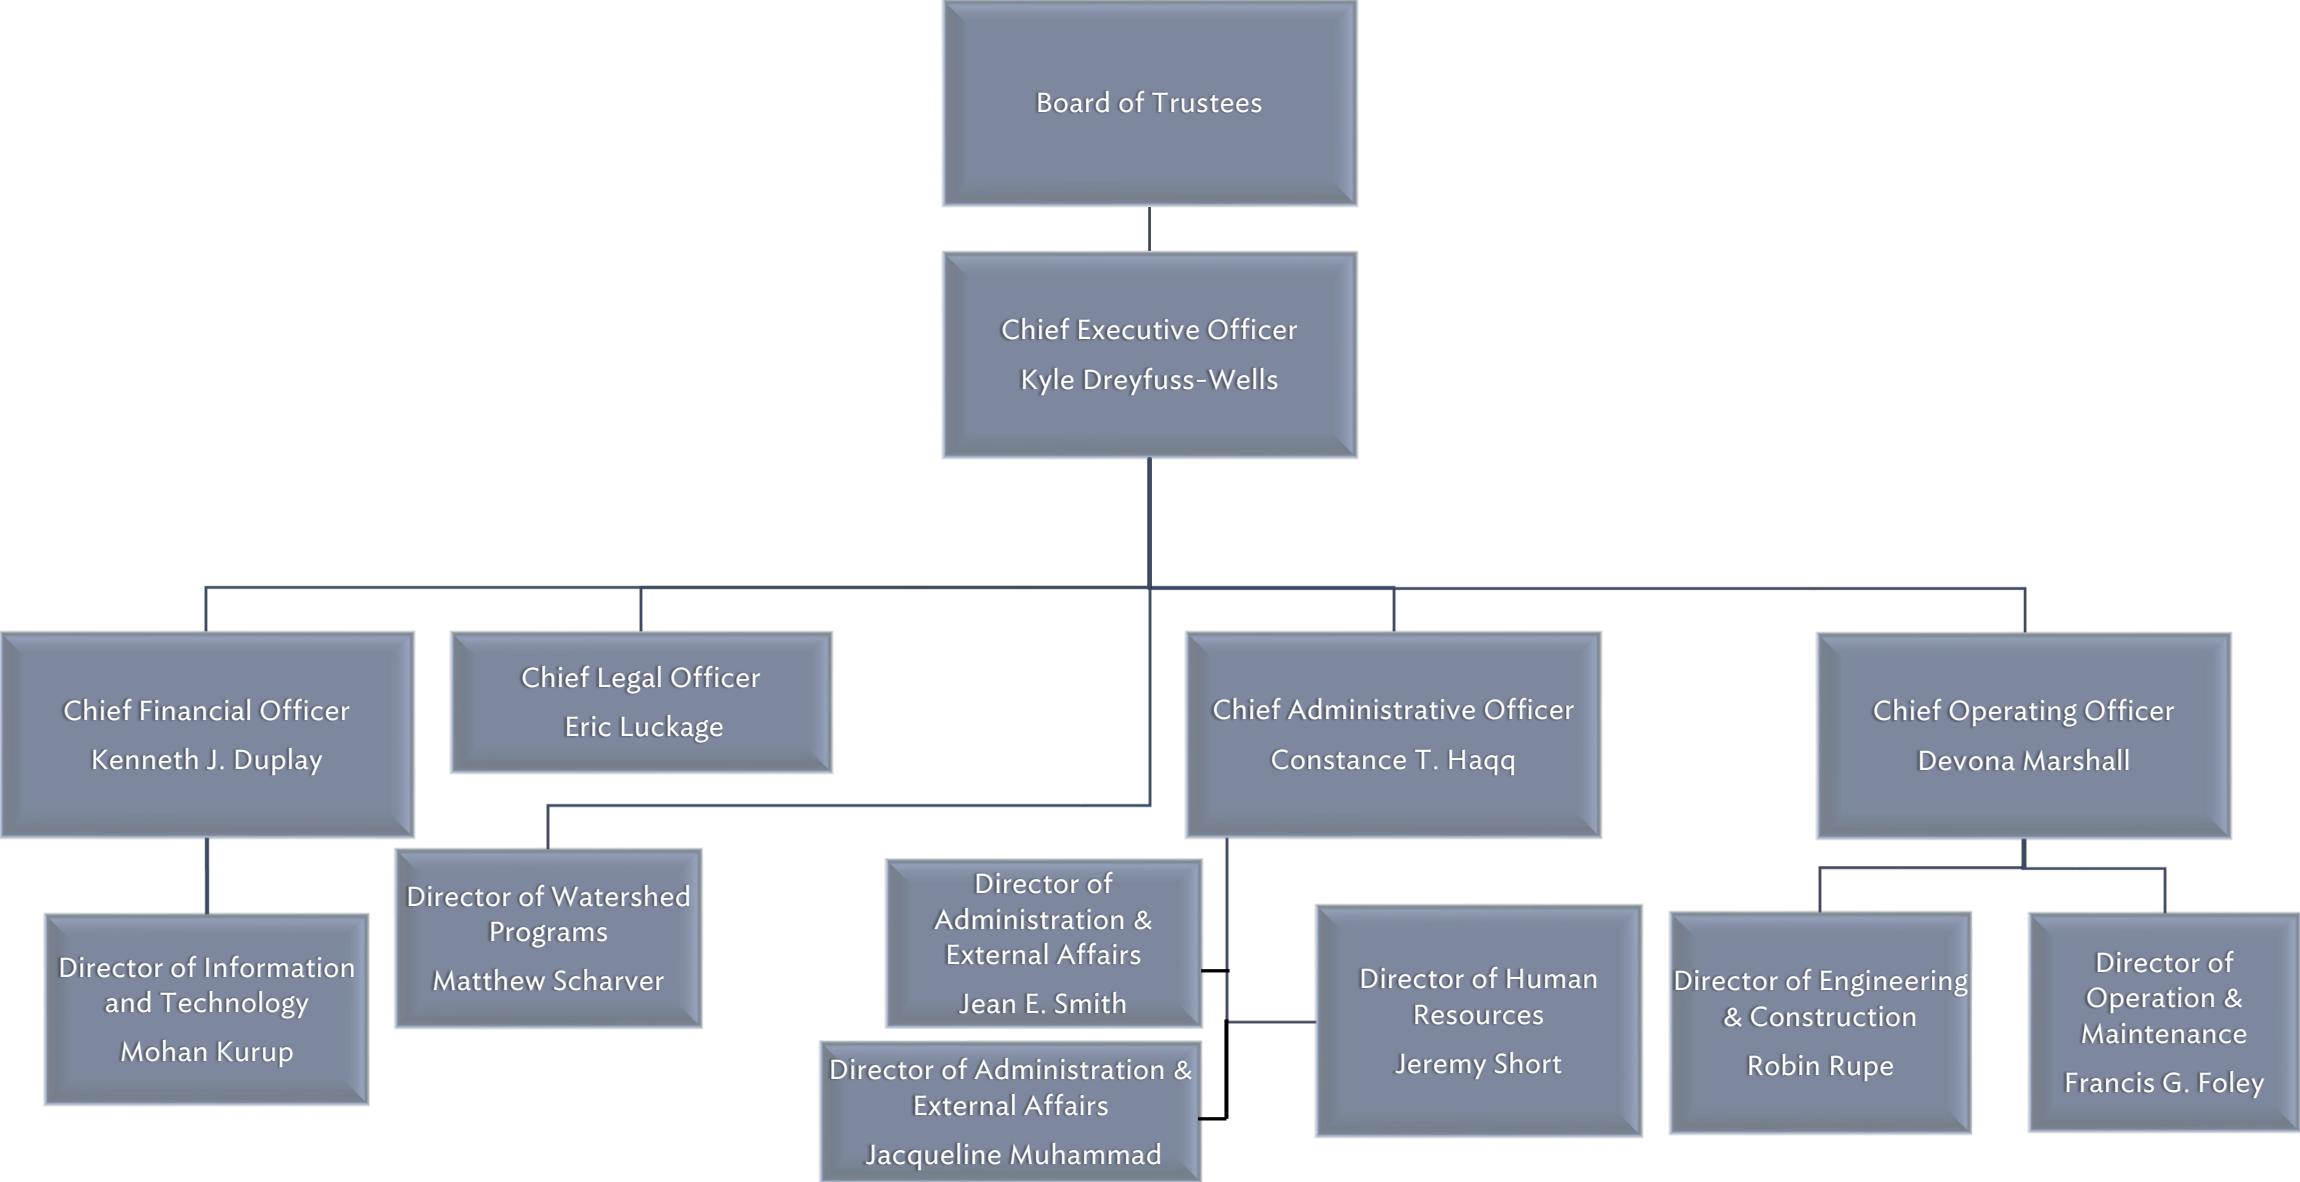 Board of Trustees
Chief Executive Officer
Kyle Dreyfuss-Wells
Chief Financial Officer
Kenneth J. Duplay
Chief Legal Officer
Eric Luckage
Chief Administrative Officer
Constance T. Haqq
Chief Operating Officer
Devona Marshall
Director of Information
and Technology
Mohan Kurup
Director of Watershed
Programs
Matthew Scharver
Director of
Administration &
External Affairs
Jean E. Smith
Director of Administration &
External Affairs
Jacqueline Muhammad
Director of Human
Resources
Jeremy Short
Director of Engineering
& Construction
Robin Rupe
Director of
Operation &
Maintenance
Francis G. Foley